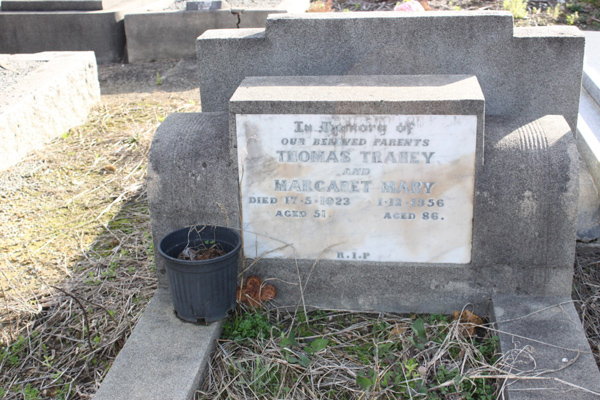 In Memory of
OUR BELOVED PARENTS
THOMAS TRAHEY
AND
MARGARET MARY
DIED 17-5-1923 1-12-1956
AGED 51 AGED 86.
R.I.P